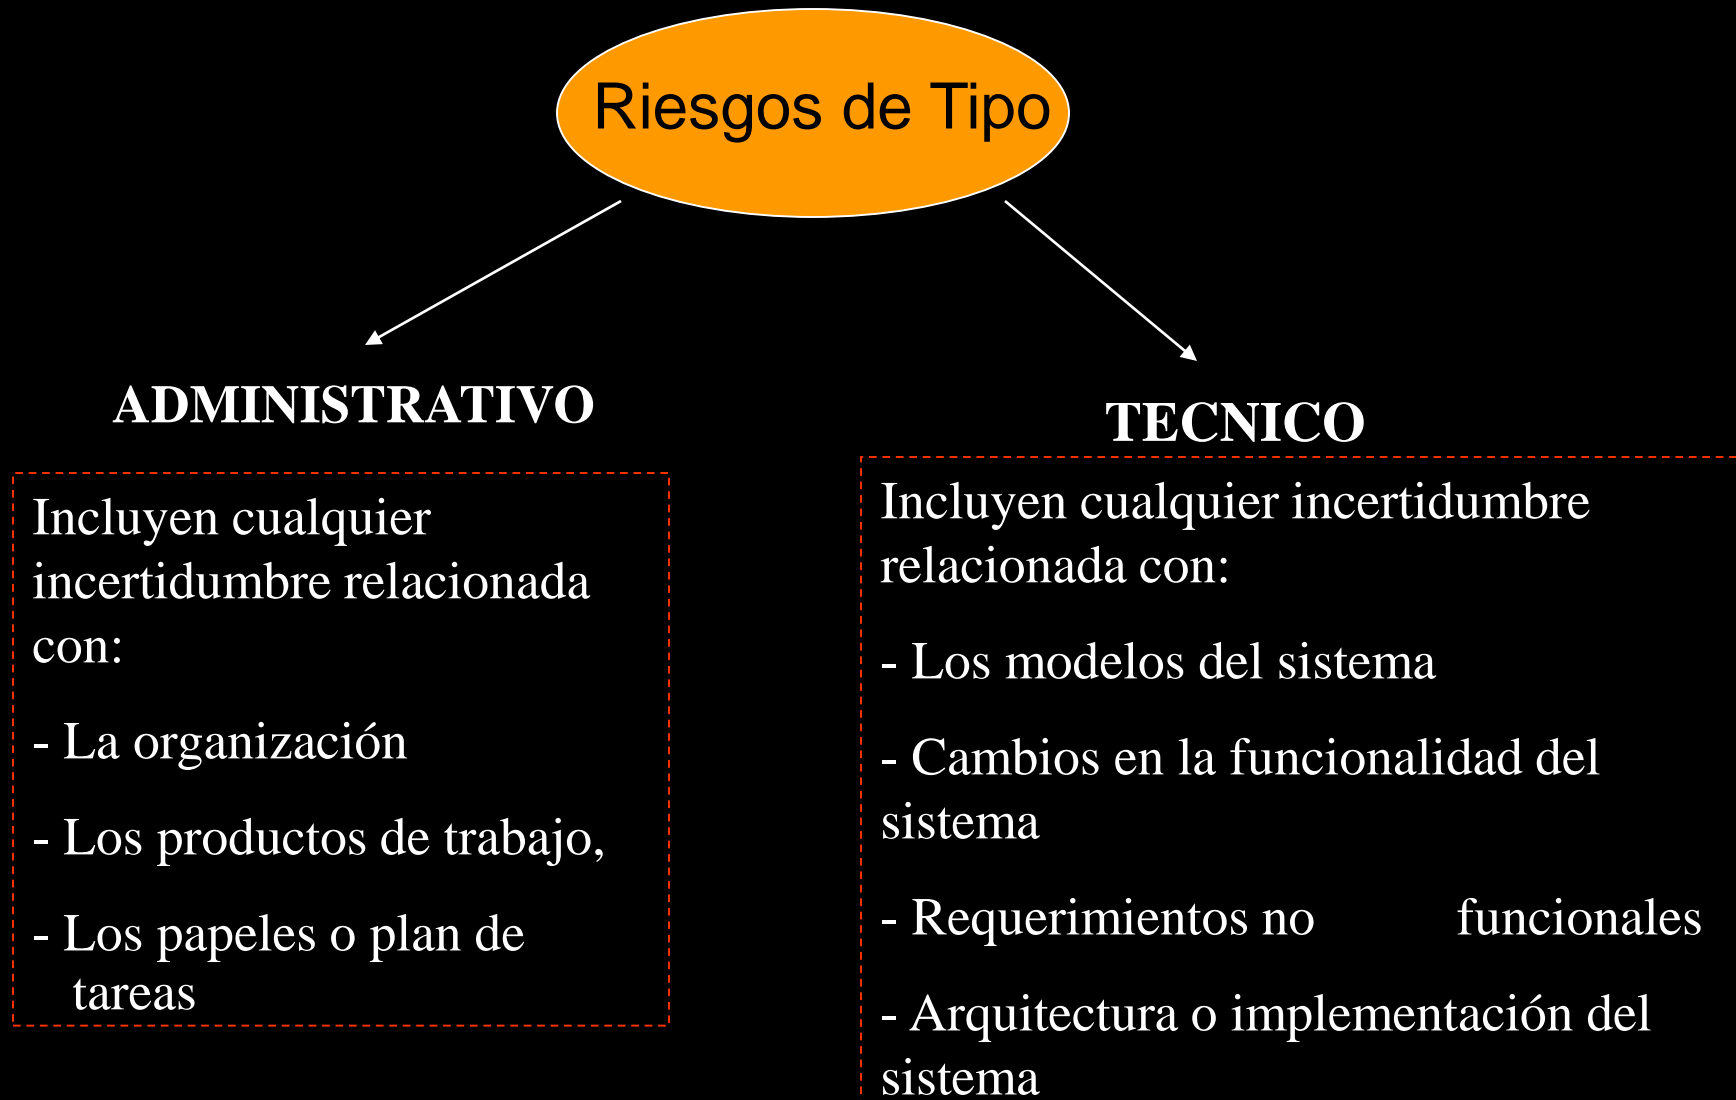 Riesgos de Tipo
ADMINISTRATIVO
Incluyen cualquier
incertidumbre relacionada
con:
- La organización
- Los productos de trabajo,
- Los papeles o plan de
tareas
TECNICO
Incluyen cualquier incertidumbre
relacionada con:
- Los modelos del sistema
- Cambios en la funcionalidad del
sistema
- Requerimientos no funcionales
- Arquitectura o implementación del
sistema